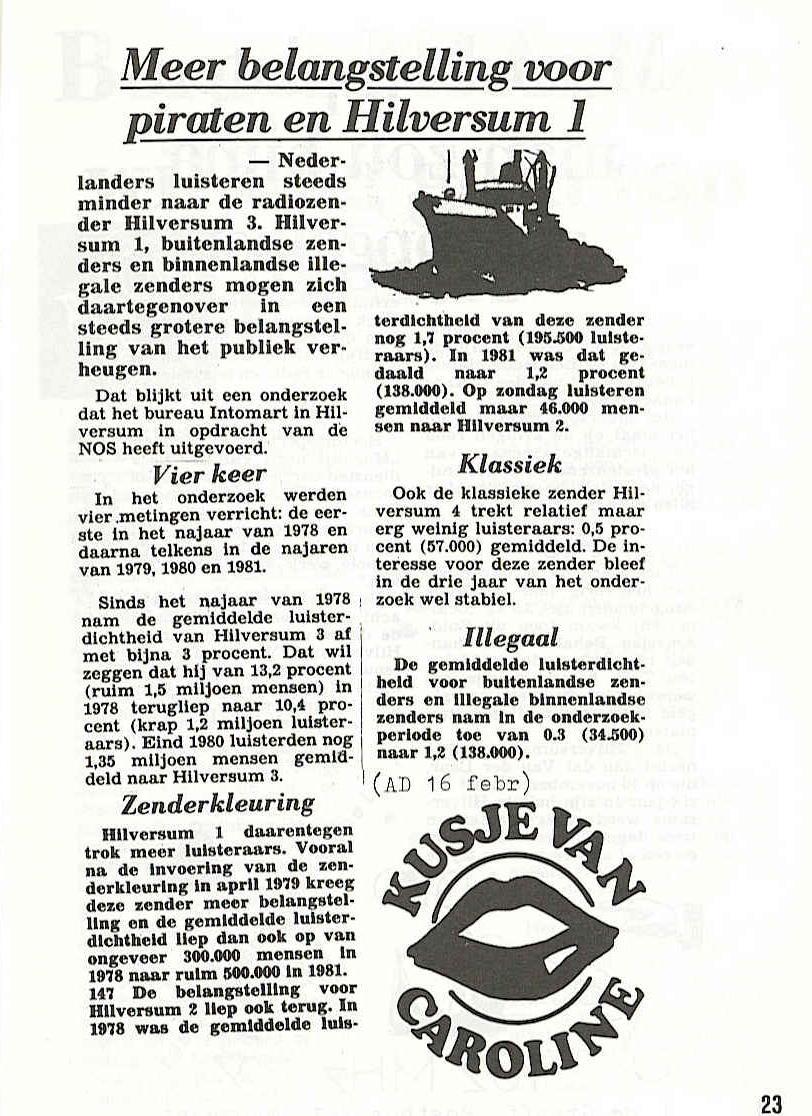 Meer belangstelling voor
piraten en Hilversum 1
— Neder-
landers luisteren steeds
minder naar de radiozen-
der Hilversum 3. Hilver-
sum 1, buitenlandse zen-
ders en binnenlandse ille-
gale zenders mogen zich
daartegenover in een
steeds grotere belangstel-
ling van het publiek ver-
heugen.
Dat blijkt uit een onderzoek
dat het bureau Intomart in Hil-
versum in opdracht van de
NOS heeft uitgevoerd.
Vier keer
In het onderzoek werden
vier metingen verricht: de eer-
ste in het najaar van 1978 en
daarna telkens in de najaren
van 1979, 1980 en 1981.
Sinds het najaar van 1978
nam de gemiddelde luister-
dichtheid van Hilversum 3 af
met bijna 3 procent. Dat wil
zeggen dat hij van 13,2 procent
(ruim 1,5 miljoen mensen) in
1978 terugliep naar 10,4 pro-
cent (krap 1,2 miljoen luister-
aars). Eind 1980 luisterden nog
1,35 miljoen mensen gemid-
deld naar Hilversum 3.
Zenderkleuring
Hilversum 1 daarentegen
trok meer luisteraars. Vooral
na de invoering van de zen-
derkleuring in april 1979 kreeg
deze zender meer belangstel-
ling en de gemiddelde luister-
dichtheid liep dan ook op van
ongeveer 300.000 mensen in
1978 naar ruim 500.000 in 1981.
147 De belangstelling voor
Hilversum 2 liep ook terug. In
1978 was de gemiddelde luis-
terdichtheid van deze zender
nog 1,7 procent (195.500 luiste-
raars). In 1981 was dat ge-
daald naar 1,2 procent
(138.000). Op zondag luisteren
gemiddeld maar 46.000 men-
sen naar Hilversum 2.
Klassiek
Ook de klassieke zender Hil-
versum 4 trekt relatief maar
erg weinig luisteraars: 0,5 pro-
cent (57.000) gemiddeld. De in-
teresse voor deze zender bleef
in de drie jaar van het onder-
zoek wel stabiel.
Illegaal
De gemiddelde luisterdicht-
heid voor buitenlandse zen-
ders en illegale binnenlandse
zenders nam in de onderzoek-
periode toe van 0.3 (34.500)
naar 1,2 (138.000).
(AD 16 febr)
KUSJE VAN
CAROLINE
23